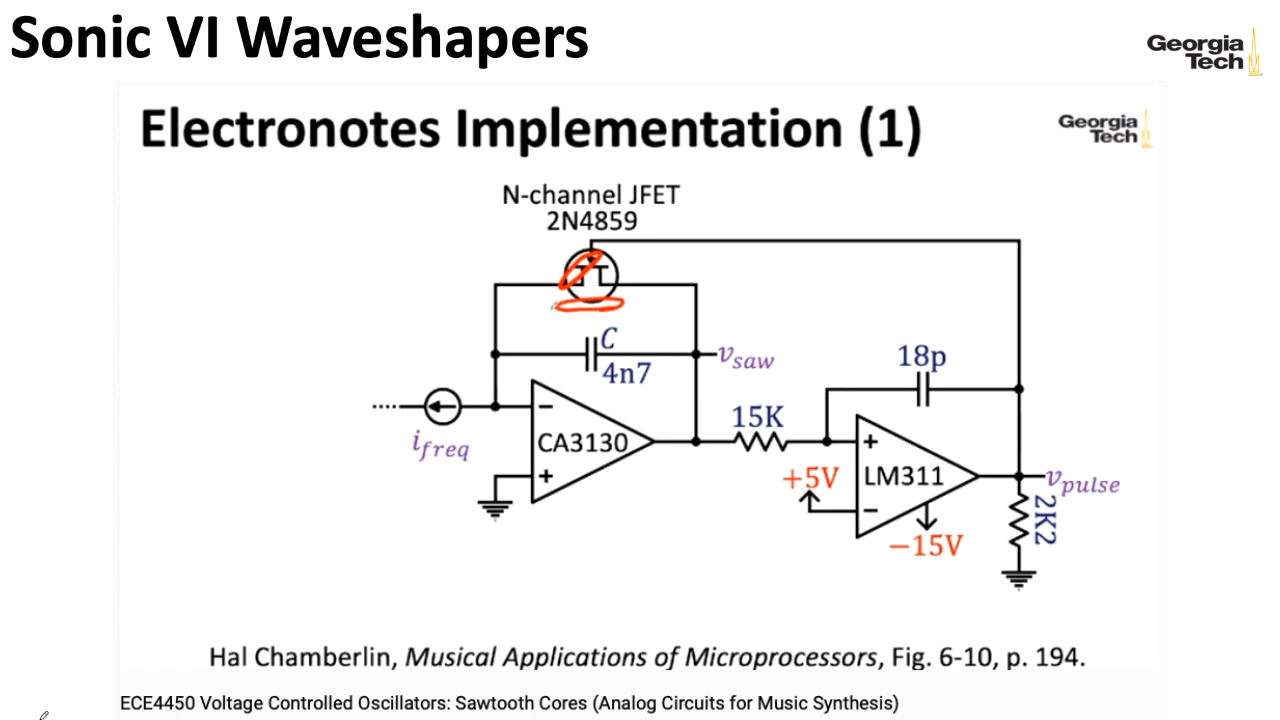 Sonic VI Waveshapers
Georgia
Tech
Electronotes Implementation (1)
Georgia
Tech
N-channel JFET
2N4859
C
4n7
v_saw
18p
i_freq
CA3130
15K
+5V
LM311
v_pulse
2K2
−15V
Hal Chamberlin, Musical Applications of Microprocessors, Fig. 6-10, p. 194.
ECE4450 Voltage Controlled Oscillators: Sawtooth Cores (Analog Circuits for Music Synthesis)